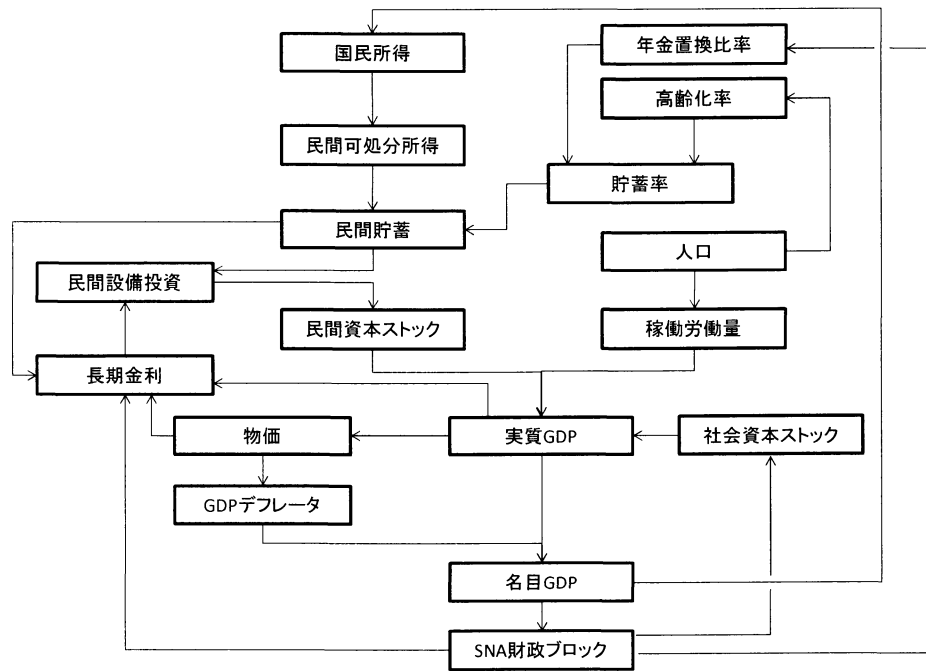 国民所得
年金置換比率
高齢化率
民間可処分所得
貯蓄率
民間貯蓄
人口
民間設備投資
民間資本ストック
稼働労働量
長期金利
物価
実質GDP
社会資本ストック
GDPデフレータ
名目GDP
SNA財政ブロック